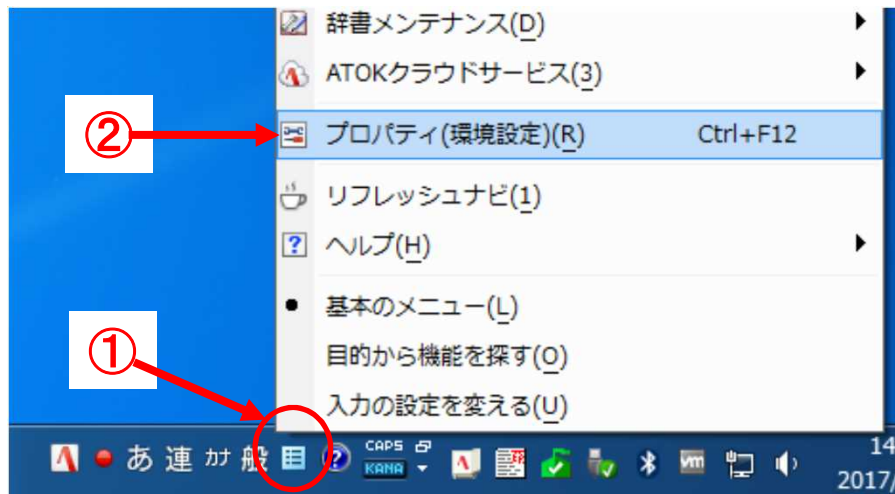 辞書メンテナンス(D)
ATOKクラウドサービス(3)
②
プロパティ(環境設定)(R) Ctrl+F12
リフレッシュナビ(1)
ヘルプ(H)
● 基本のメニュー(L)
①
目的から機能を探す(O)
入力の設定を変える(U)
あ 連 カナ 般 ? CAPS
KANA vm 14
2017